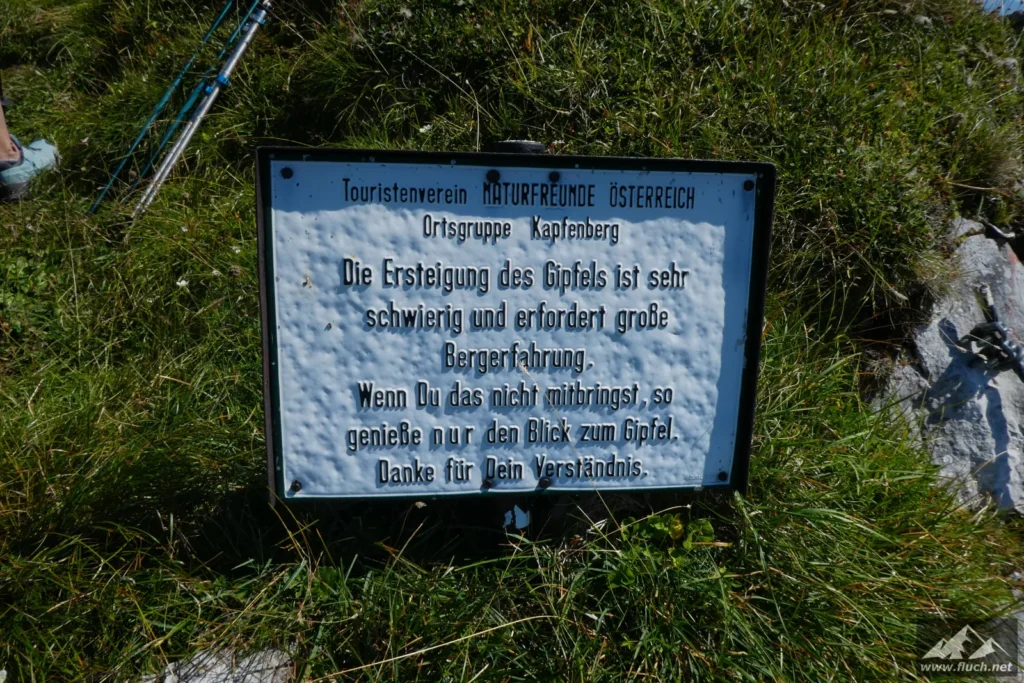 Touristenverein NATURFREUNDE ÖSTERREICH
Ortsgruppe Kapfenberg
Die Ersteigung des Gipfels ist sehr
schwierig und erfordert große
Bergerfahrung.
Wenn Du das nicht mitbringst, so
genieße nur den Blick zum Gipfel.
Danke für Dein Verständnis.
www.fluch.net